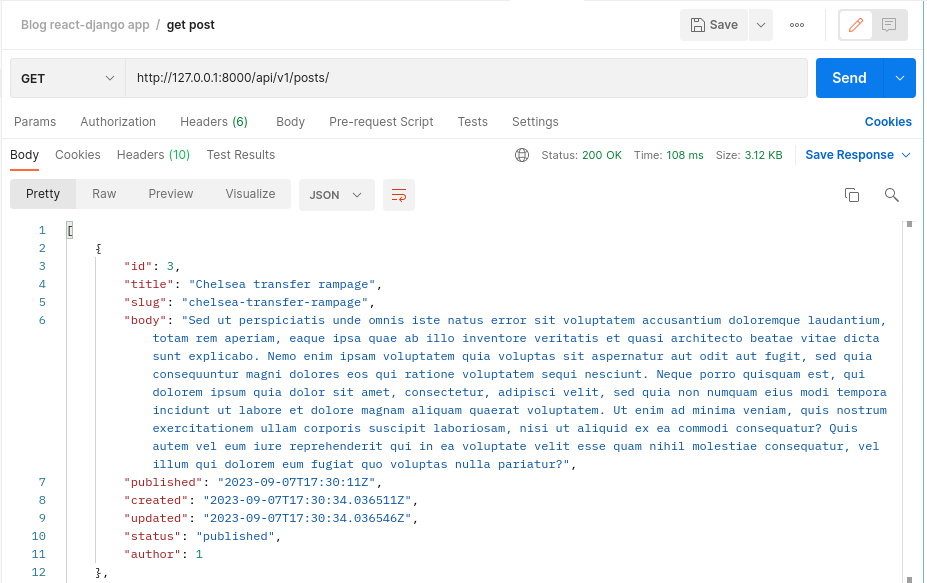 Blog react-django app / get post
Save
GET
http://127.0.0.1:8000/api/v1/posts/
Send
Params Authorization Headers (6) Body Pre-request Script Tests Settings Cookies
Body Cookies Headers (10) Test Results Status: 200 OK Time: 108 ms Size: 3.12 KB Save Response
Pretty Raw Preview Visualize JSON
1 [
2 {
3 "id": 3,
4 "title": "Chelsea transfer rampage",
5 "slug": "chelsea-transfer-rampage",
6 "body": "Sed ut perspiciatis unde omnis iste natus error sit voluptatem accusantium doloremque laudantium,
totam rem aperiam, eaque ipsa quae ab illo inventore veritatis et quasi architecto beatae vitae dicta
sunt explicabo. Nemo enim ipsam voluptatem quia voluptas sit aspernatur aut odit aut fugit, sed quia
consequuntur magni dolores eos qui ratione voluptatem sequi nesciunt. Neque porro quisquam est, qui
dolorem ipsum quia dolor sit amet, consectetur, adipisci velit, sed quia non numquam eius modi tempora
incidunt ut labore et dolore magnam aliquam quaerat voluptatem. Ut enim ad minima veniam, quis nostrum
exercitationem ullam corporis suscipit laboriosam, nisi ut aliquid ex ea commodi consequatur? Quis
autem vel eum iure reprehenderit qui in ea voluptate velit esse quam nihil molestiae consequatur, vel
illum qui dolorem eum fugiat quo voluptas nulla pariatur?",
7 "published": "2023-09-07T17:30:11Z",
8 "created": "2023-09-07T17:30:34.036511Z",
9 "updated": "2023-09-07T17:30:34.036546Z",
10 "status": "published",
11 "author": 1
12 },